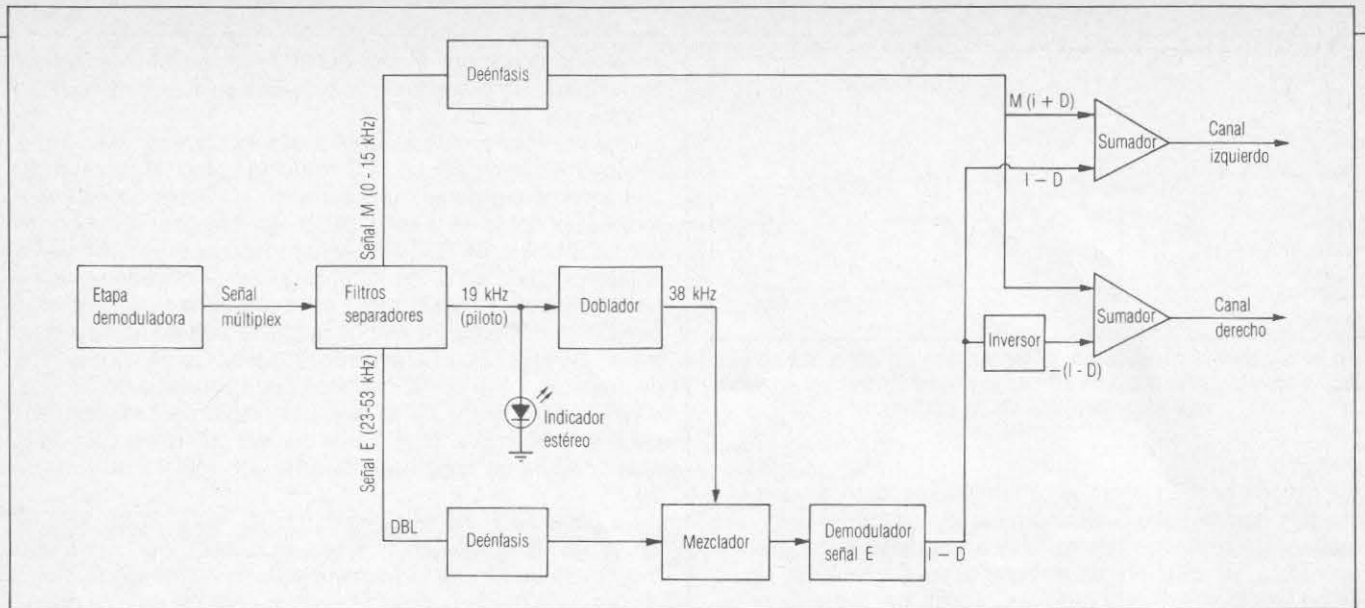 Deénfasis
Señal M (0 - 15 kHz)
M (i + D)
Sumador
Canal
izquierdo
I – D
Etapa
demoduladora
Señal
múltiplex
Filtros
separadores
19 kHz
(piloto)
Doblador
38 kHz
Sumador
Canal
derecho
Inversor
–(I - D)
Indicador
estéreo
Señal E (23-53 kHz)
DBL
Deénfasis
Mezclador
Demodulador
señal E
I – D